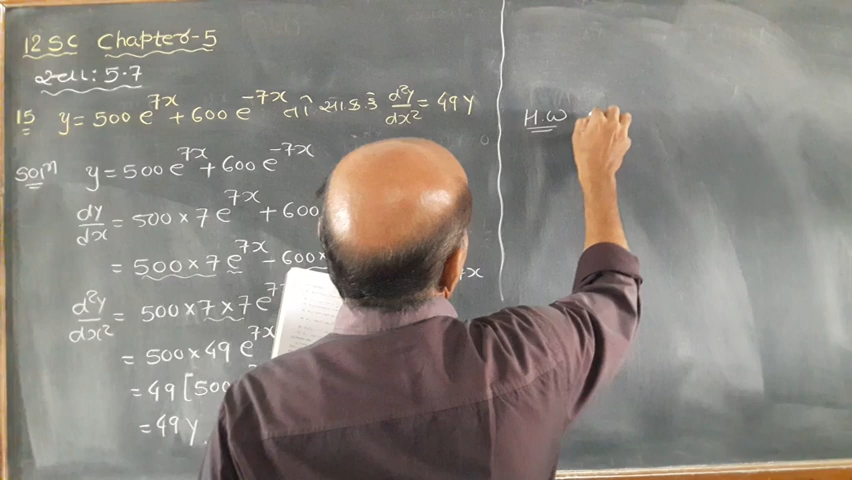 12 SC Chapter-5
સ્વા: 5.7
15 y = 500 e^7x + 600 e^-7x તો સા.ક.કે d²y/dx² = 49 y
Solⁿ y = 500 e^7x + 600 e^-7x
dy/dx = 500 × 7 e^7x + 600
= 500 × 7 e^7x - 600 ×
7x
d²y/dx² = 500 × 7 × 7 e^7
= 500 × 49 e^7x
= 49 [500
= 49 y.
H.W